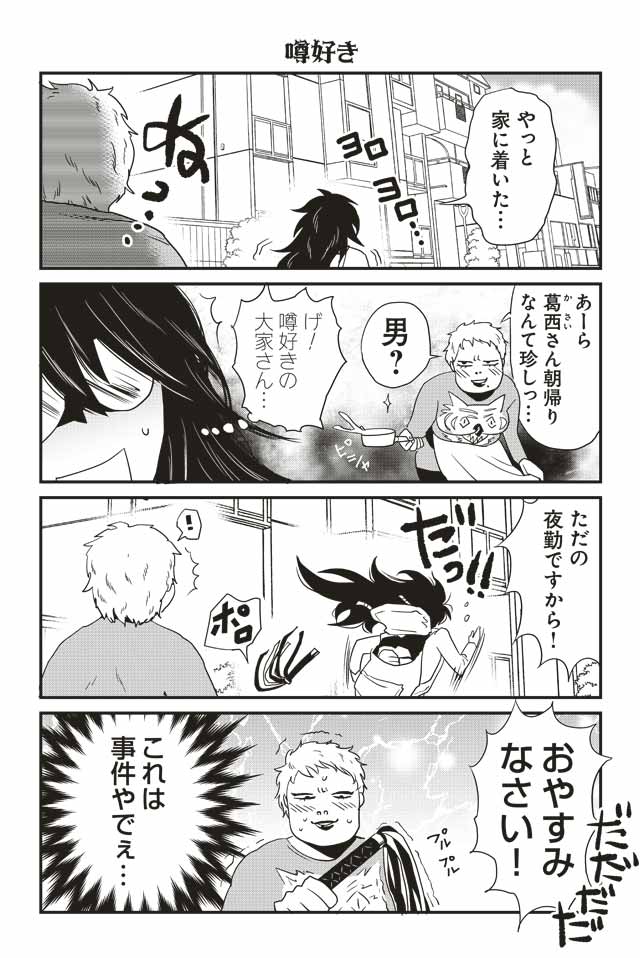 噂好き
やっと
家に着いた…
ヨロ
ヨロ…
ぬっ…
あーら
葛西さん朝帰り
かさい
なんて珍しっ…
男?
げ!
噂好きの
大家さん…
ただの
夜勤ですから!
だっ!!
!
ポロ
おやすみ
なさい!
だだだだ
プルプル
これは
事件やでぇ…